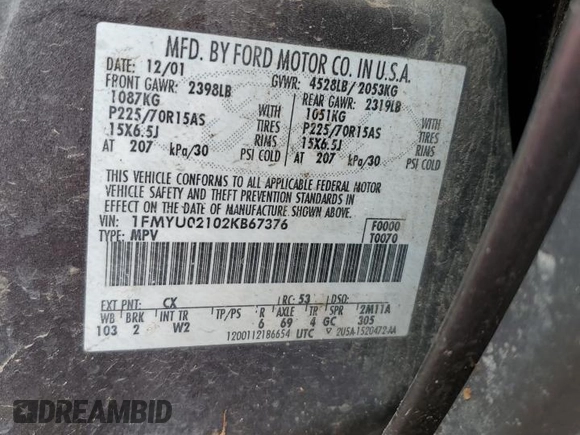 MFD. BY FORD MOTOR CO. IN U.S.A.
DATE: 12/01 GVWR: 4528LB/2053KG
FRONT GAWR: 2398LB REAR GAWR: 2319LB
1087KG WITH 1051KG WITH
P225/70R15AS TIRES P225/70R15AS TIRES
15X6.5J RIMS 15X6.5J RIMS
AT 207 kPa/30 PSI COLD AT 207 kPa/30 PSI COLD
THIS VEHICLE CONFORMS TO ALL APPLICABLE FEDERAL MOTOR
VEHICLE SAFETY AND THEFT PREVENTION STANDARDS IN
EFFECT ON THE DATE OF MANUFACTURE SHOWN ABOVE.
VIN: 1FMYU02102KB67376 F0000
TYPE: MPV T0070
EXT PNT: CX RC: 53 DSO:
WB BRK INT TR TP/PS R AXLE TR SPR 2M11A
103 2 W2 6 69 4 GC 305
1200112186654 UTC 2U5A-1520472-AA
DREAMBID